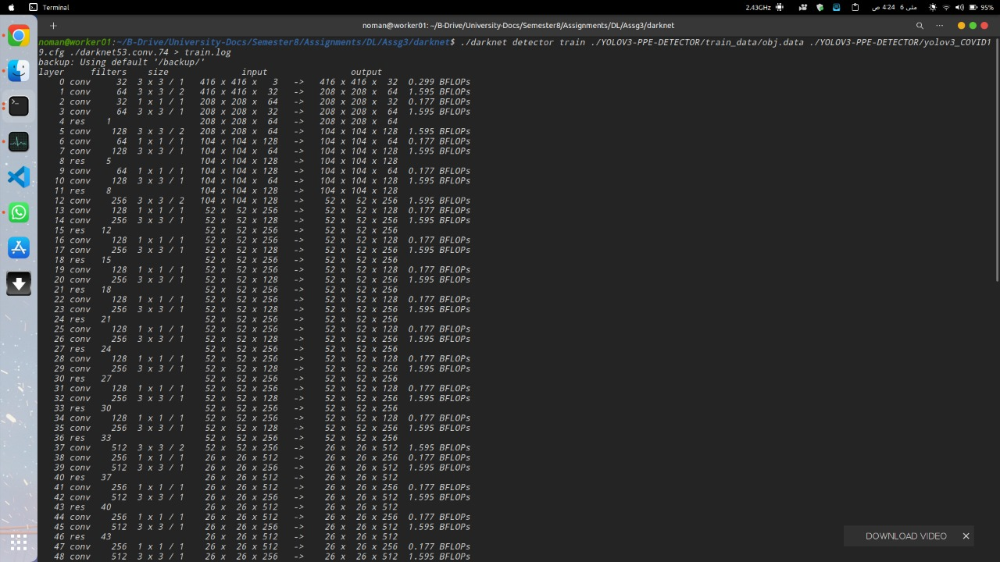 Terminal
2.43GHz
مئی 6 4:24 ص
95%
noman@worker01:~/B-Drive/University-Docs/Semester8/Assignments/DL/Assg3/darknet
noman@worker01:~/B-Drive/University-Docs/Semester8/Assignments/DL/Assg3/darknet$ ./darknet detector train ./YOLOV3-PPE-DETECTOR/train_data/obj.data ./YOLOV3-PPE-DETECTOR/yolov3_COVID1
9.cfg ./darknet53.conv.74 > train.log
backup: Using default '/backup/'
layer filters size input output
0 conv 32 3 x 3 / 1 416 x 416 x 3 -> 416 x 416 x 32 0.299 BFLOPs
1 conv 64 3 x 3 / 2 416 x 416 x 32 -> 208 x 208 x 64 1.595 BFLOPs
2 conv 32 1 x 1 / 1 208 x 208 x 64 -> 208 x 208 x 32 0.177 BFLOPs
3 conv 64 3 x 3 / 1 208 x 208 x 32 -> 208 x 208 x 64 1.595 BFLOPs
4 res 1 208 x 208 x 64 -> 208 x 208 x 64
5 conv 128 3 x 3 / 2 208 x 208 x 64 -> 104 x 104 x 128 1.595 BFLOPs
6 conv 64 1 x 1 / 1 104 x 104 x 128 -> 104 x 104 x 64 0.177 BFLOPs
7 conv 128 3 x 3 / 1 104 x 104 x 64 -> 104 x 104 x 128 1.595 BFLOPs
8 res 5 104 x 104 x 128 -> 104 x 104 x 128
9 conv 64 1 x 1 / 1 104 x 104 x 128 -> 104 x 104 x 64 0.177 BFLOPs
10 conv 128 3 x 3 / 1 104 x 104 x 64 -> 104 x 104 x 128 1.595 BFLOPs
11 res 8 104 x 104 x 128 -> 104 x 104 x 128
12 conv 256 3 x 3 / 2 104 x 104 x 128 -> 52 x 52 x 256 1.595 BFLOPs
13 conv 128 1 x 1 / 1 52 x 52 x 256 -> 52 x 52 x 128 0.177 BFLOPs
14 conv 256 3 x 3 / 1 52 x 52 x 128 -> 52 x 52 x 256 1.595 BFLOPs
15 res 12 52 x 52 x 256 -> 52 x 52 x 256
16 conv 128 1 x 1 / 1 52 x 52 x 256 -> 52 x 52 x 128 0.177 BFLOPs
17 conv 256 3 x 3 / 1 52 x 52 x 128 -> 52 x 52 x 256 1.595 BFLOPs
18 res 15 52 x 52 x 256 -> 52 x 52 x 256
19 conv 128 1 x 1 / 1 52 x 52 x 256 -> 52 x 52 x 128 0.177 BFLOPs
20 conv 256 3 x 3 / 1 52 x 52 x 128 -> 52 x 52 x 256 1.595 BFLOPs
21 res 18 52 x 52 x 256 -> 52 x 52 x 256
22 conv 128 1 x 1 / 1 52 x 52 x 256 -> 52 x 52 x 128 0.177 BFLOPs
23 conv 256 3 x 3 / 1 52 x 52 x 128 -> 52 x 52 x 256 1.595 BFLOPs
24 res 21 52 x 52 x 256 -> 52 x 52 x 256
25 conv 128 1 x 1 / 1 52 x 52 x 256 -> 52 x 52 x 128 0.177 BFLOPs
26 conv 256 3 x 3 / 1 52 x 52 x 128 -> 52 x 52 x 256 1.595 BFLOPs
27 res 24 52 x 52 x 256 -> 52 x 52 x 256
28 conv 128 1 x 1 / 1 52 x 52 x 256 -> 52 x 52 x 128 0.177 BFLOPs
29 conv 256 3 x 3 / 1 52 x 52 x 128 -> 52 x 52 x 256 1.595 BFLOPs
30 res 27 52 x 52 x 256 -> 52 x 52 x 256
31 conv 128 1 x 1 / 1 52 x 52 x 256 -> 52 x 52 x 128 0.177 BFLOPs
32 conv 256 3 x 3 / 1 52 x 52 x 128 -> 52 x 52 x 256 1.595 BFLOPs
33 res 30 52 x 52 x 256 -> 52 x 52 x 256
34 conv 128 1 x 1 / 1 52 x 52 x 256 -> 52 x 52 x 128 0.177 BFLOPs
35 conv 256 3 x 3 / 1 52 x 52 x 128 -> 52 x 52 x 256 1.595 BFLOPs
36 res 33 52 x 52 x 256 -> 52 x 52 x 256
37 conv 512 3 x 3 / 2 52 x 52 x 256 -> 26 x 26 x 512 1.595 BFLOPs
38 conv 256 1 x 1 / 1 26 x 26 x 512 -> 26 x 26 x 256 0.177 BFLOPs
39 conv 512 3 x 3 / 1 26 x 26 x 256 -> 26 x 26 x 512 1.595 BFLOPs
40 res 37 26 x 26 x 512 -> 26 x 26 x 512
41 conv 256 1 x 1 / 1 26 x 26 x 512 -> 26 x 26 x 256 0.177 BFLOPs
42 conv 512 3 x 3 / 1 26 x 26 x 256 -> 26 x 26 x 512 1.595 BFLOPs
43 res 40 26 x 26 x 512 -> 26 x 26 x 512
44 conv 256 1 x 1 / 1 26 x 26 x 512 -> 26 x 26 x 256 0.177 BFLOPs
45 conv 512 3 x 3 / 1 26 x 26 x 256 -> 26 x 26 x 512 1.595 BFLOPs
46 res 43 26 x 26 x 512 -> 26 x 26 x 512
47 conv 256 1 x 1 / 1 26 x 26 x 512 -> 26 x 26 x 256 0.177 BFLOPs
48 conv 512 3 x 3 / 1 26 x 26 x 256 -> 26 x 26 x 512 1.595 BFLOPs
DOWNLOAD VIDEO